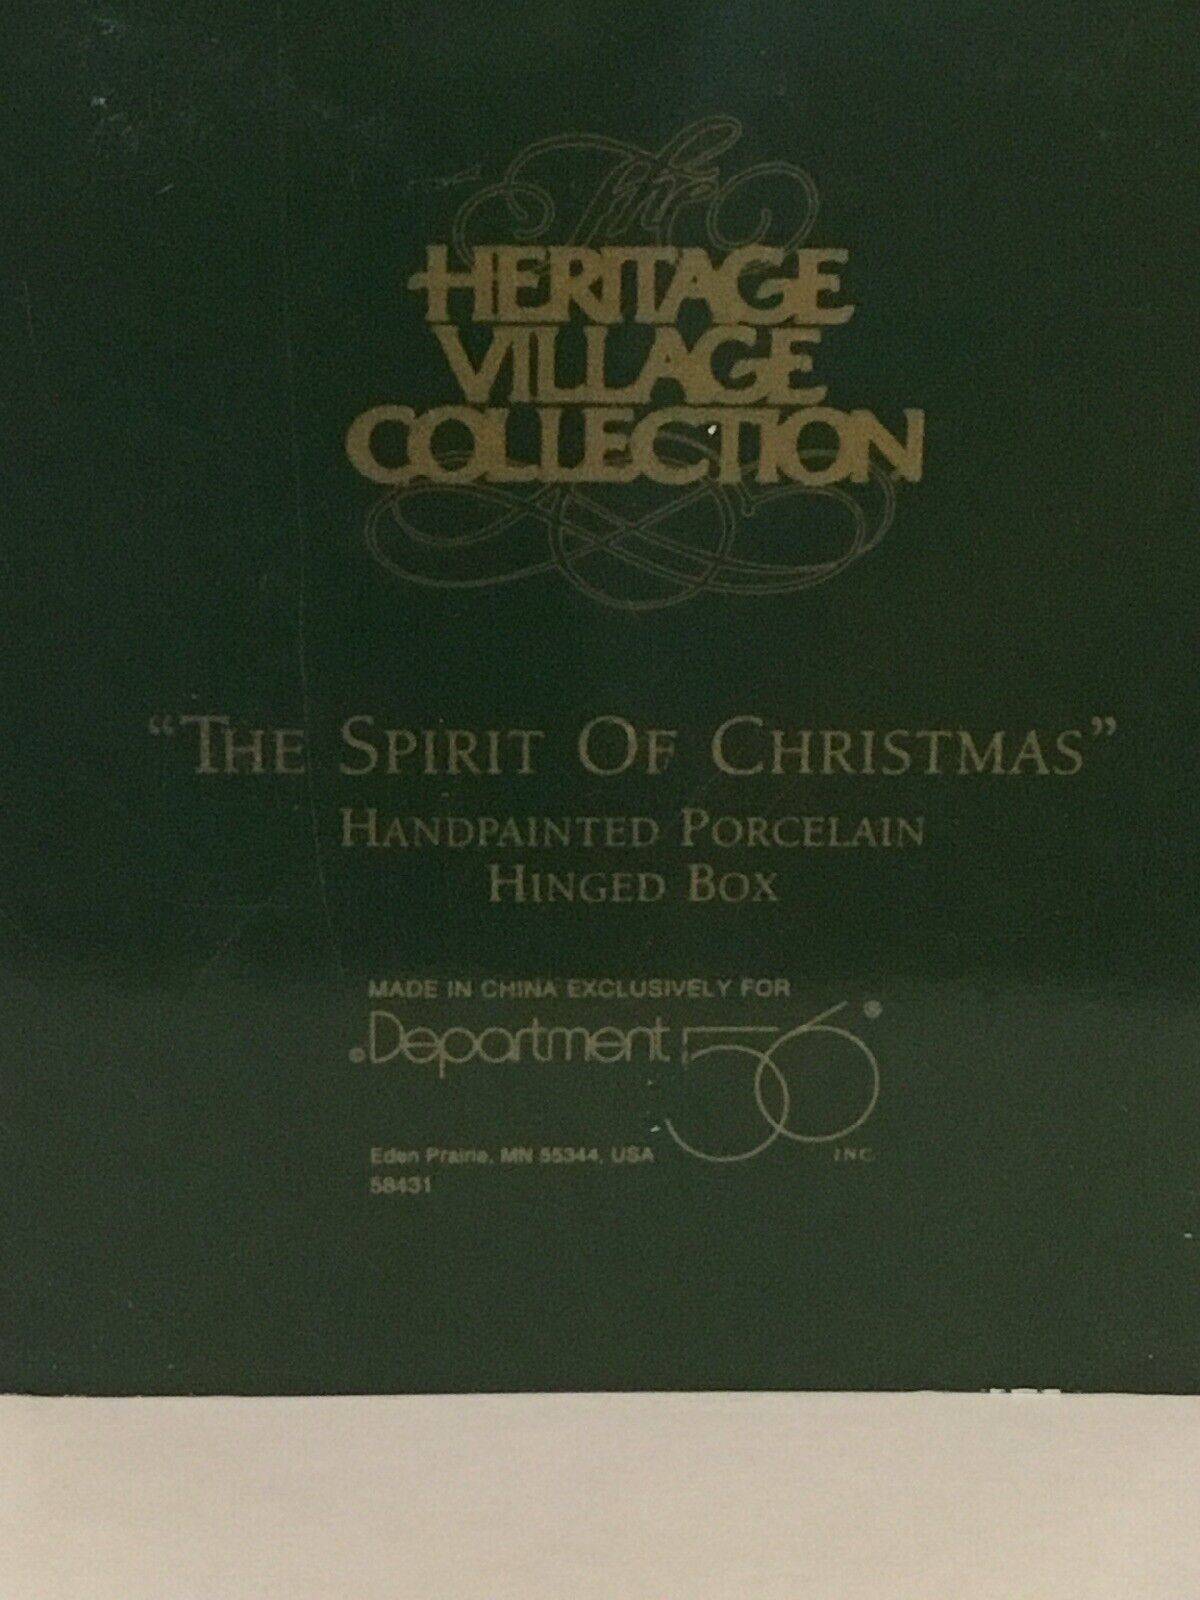 The
HERITAGE
VILLAGE
COLLECTION
“THE SPIRIT OF CHRISTMAS”
HANDPAINTED PORCELAIN
HINGED BOX
MADE IN CHINA EXCLUSIVELY FOR
®Department 56®
INC.
Eden Prairie, MN 55344, USA
58431